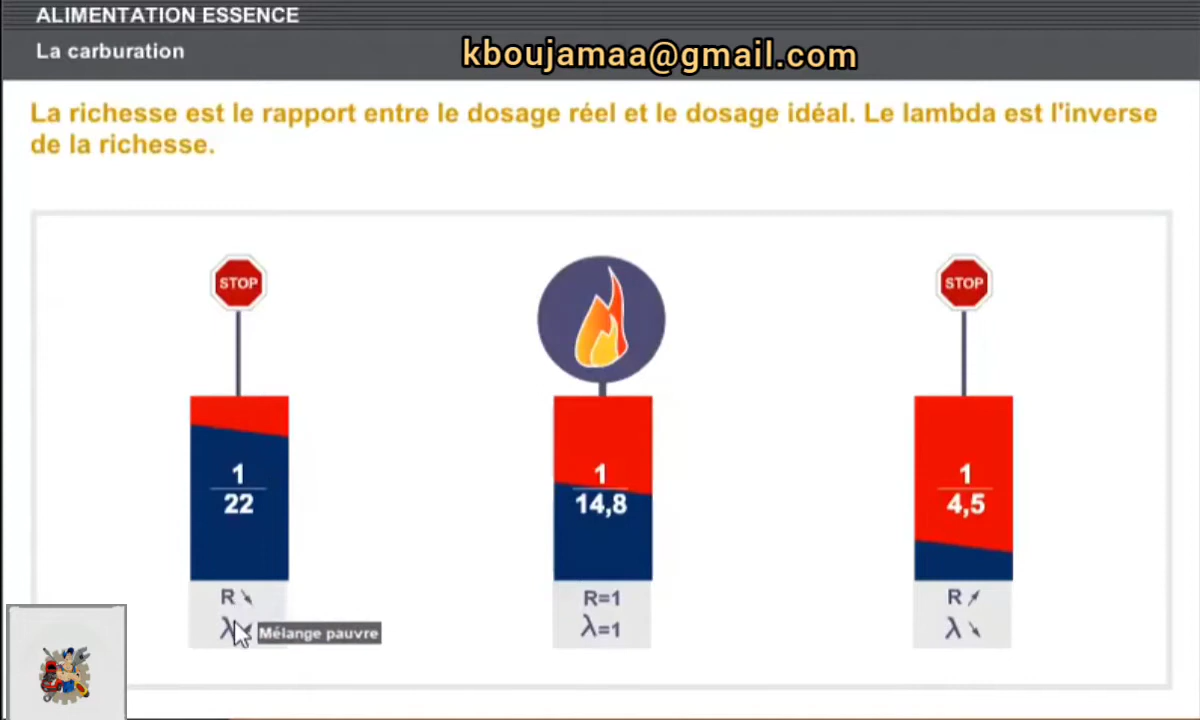 ALIMENTATION ESSENCE
La carburation
kboujamaa@gmail.com
La richesse est le rapport entre le dosage réel et le dosage idéal. Le lambda est l'inverse
de la richesse.
STOP
STOP
1
22
1
14,8
1
4,5
R
λ
Mélange pauvre
R=1
λ=1
R
λ